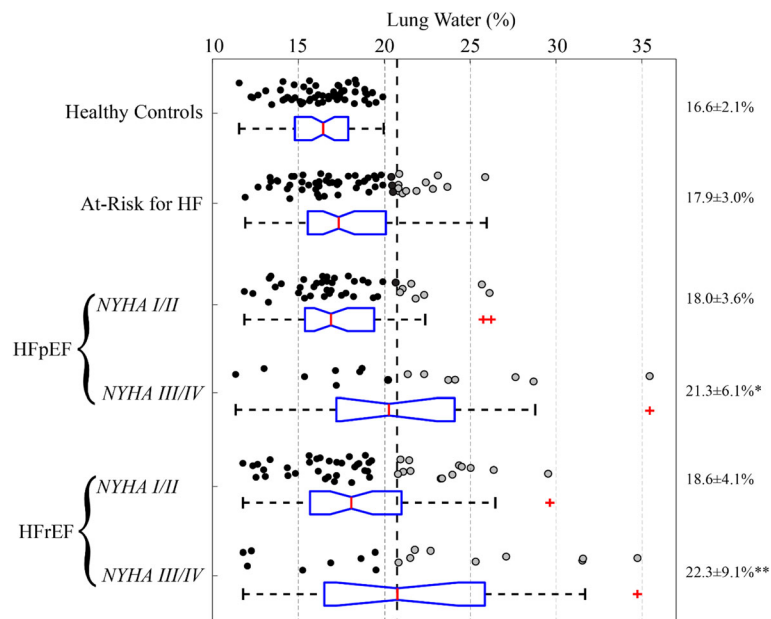 Lung Water (%)
10 15 20 25 30 35
Healthy Controls 16.6±2.1%
At-Risk for HF 17.9±3.0%
NYHA I/II 18.0±3.6%
HFpEF
NYHA III/IV 21.3±6.1%*
NYHA I/II 18.6±4.1%
HFrEF
NYHA III/IV 22.3±9.1%**